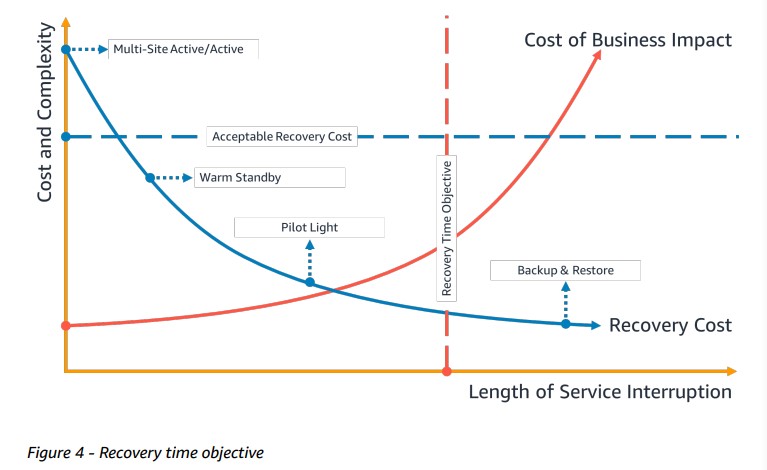 Cost of Business Impact
Multi-Site Active/Active
Cost and Complexity
Acceptable Recovery Cost
Warm Standby
Recovery Time Objective
Pilot Light
Backup & Restore
Recovery Cost
Length of Service Interruption
Figure 4 - Recovery time objective